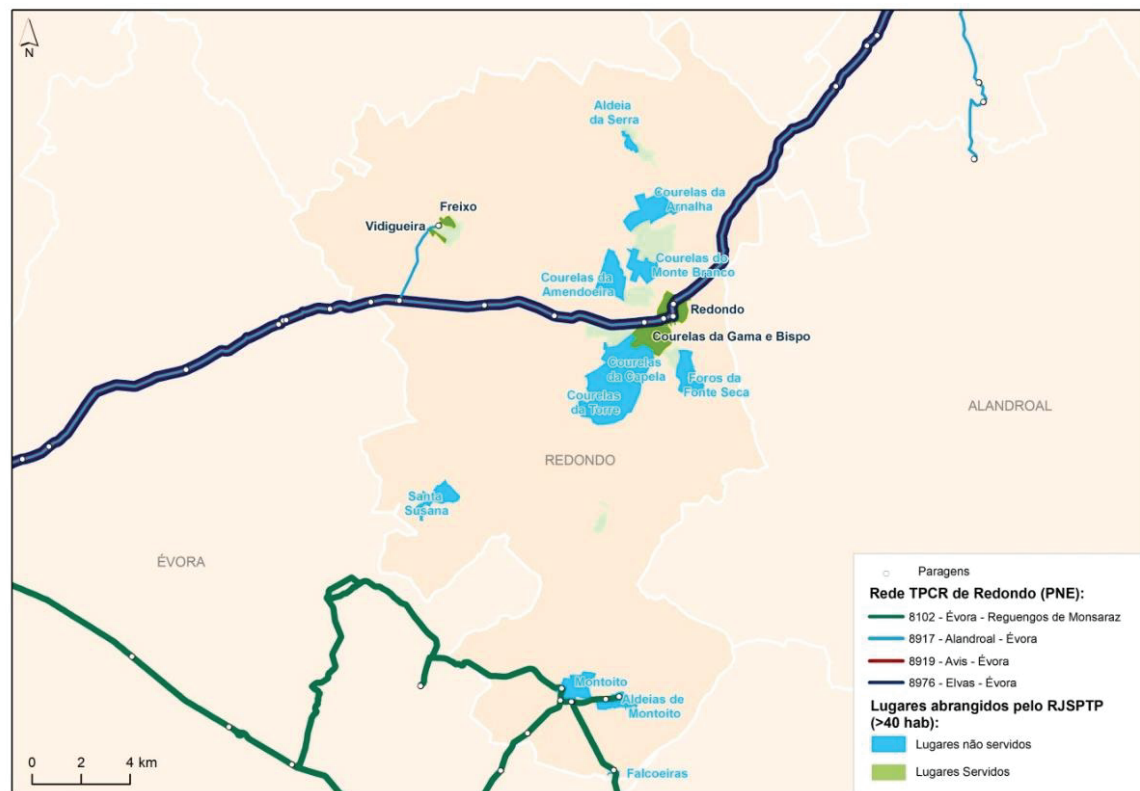 N
Aldeia
da Serra
Courelas da
Arnalha
Freixo
Vidigueira
Courelas do
Monte Branco
Courelas da
Amendoeira
Redondo
Courelas da Gama e Bispo
Courelas
da Capela
Foros da
Fonte Seca
Courelas
da Torre
ALANDROAL
REDONDO
Santa
Susana
ÉVORA
Montoito
Aldeias de
Montoito
Falcoeiras
0 2 4 km
Paragens
Rede TPCR de Redondo (PNE):
8102 - Évora - Reguengos de Monsaraz
8917 - Alandroal - Évora
8919 - Avis - Évora
8976 - Elvas - Évora
Lugares abrangidos pelo RJSPTP
(>40 hab):
Lugares não servidos
Lugares Servidos